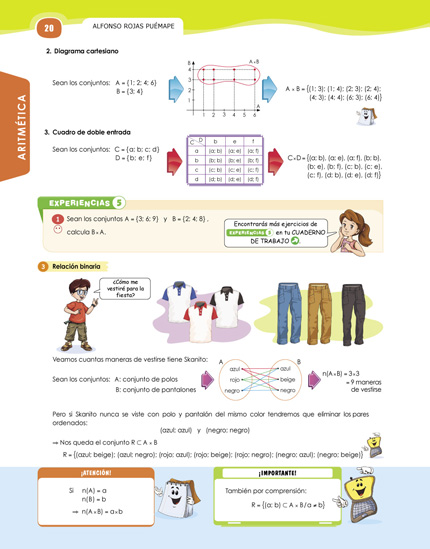 20
ALFONSO ROJAS PUÉMAPE
ARITMÉTICA
2. Diagrama cartesiano
Sean los conjuntos: A = {1; 2; 4; 6}
B = {3; 4}
B
A×B
4
3
2
1
1 2 3 4 5 6
A
A × B = {(1; 3); (1; 4); (2; 3); (2; 4);
(4; 3); (4; 4); (6; 3); (6; 4)}
3. Cuadro de doble entrada
Sean los conjuntos: C = {a; b; c; d}
D = {b; e; f}
C D b e f
a (a; b) (a; e) (a; f)
b (b; b) (b; e) (b; f)
c (c; b) (c; e) (c; f)
d (d; b) (d; e) (d; f)
C×D = {(a; b), (a; e), (a; f), (b; b),
(b; e), (b; f), (c; b), (c; e),
(c; f), (d; b), (d; e), (d; f)}
EXPERIENCIAS 5
1 Sean los conjuntos A = {3; 6; 9} y B = {2; 4; 8},
calcula B × A.
Encontrarás más ejercicios de
EXPERIENCIAS 5 en tu CUADERNO
DE TRABAJO
3 Relación binaria
¿Cómo me
vestiré para la
fiesta?
Veamos cuantas maneras de vestirse tiene Skanito:
Sean los conjuntos: A: conjunto de polos
B: conjunto de pantalones
A B
azul azul
rojo beige
negro negro
n(A×B) = 3×3
= 9 maneras
de vestirse
Pero si Skanito nunca se viste con polo y pantalón del mismo color tendremos que eliminar los pares
ordenados:
(azul; azul) y (negro; negro)
⇒ Nos queda el conjunto R ⊂ A × B
R = {(azul; beige); (azul; negro); (rojo; azul); (rojo; beige); (rojo; negro); (negro; azul); (negro; beige)}
¡ATENCIÓN!
Si n(A) = a
n(B) = b
⇒ n(A×B) = a×b
¡IMPORTANTE!
También por comprensión:
R = {(a; b) ⊂ A × B / a ≠ b}